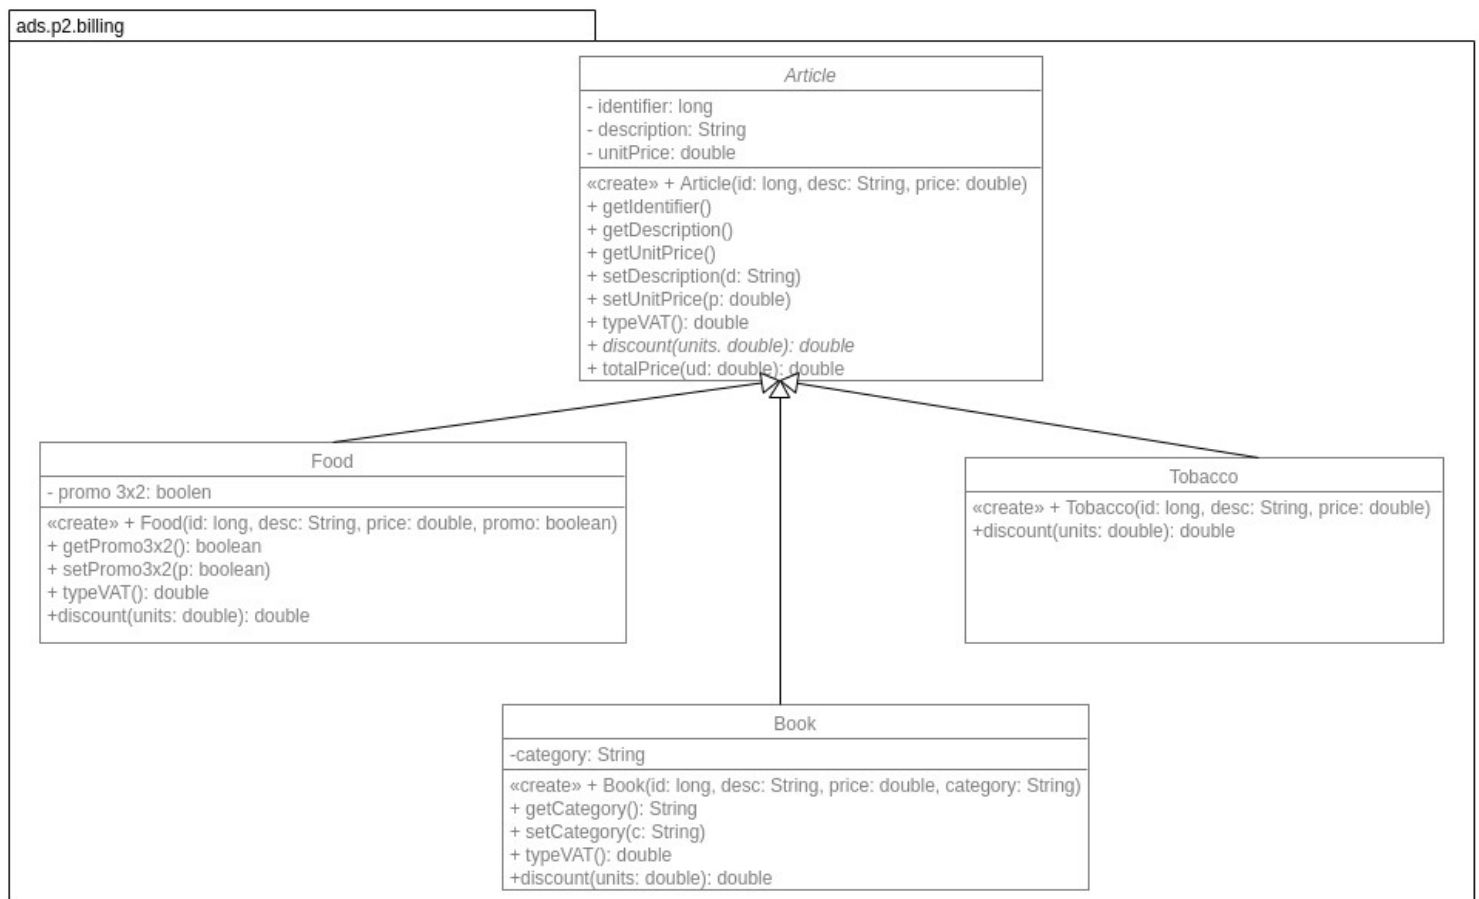 ads.p2.billing
Article
- identifier: long
- description: String
- unitPrice: double
«create» + Article(id: long, desc: String, price: double)
+ getIdentifier()
+ getDescription()
+ getUnitPrice()
+ setDescription(d: String)
+ setUnitPrice(p: double)
+ typeVAT(): double
+ discount(units. double): double
+ totalPrice(ud: double): double
Food
- promo 3x2: boolen
«create» + Food(id: long, desc: String, price: double, promo: boolean)
+ getPromo3x2(): boolean
+ setPromo3x2(p: boolean)
+ typeVAT(): double
+discount(units: double): double
Tobacco
«create» + Tobacco(id: long, desc: String, price: double)
+discount(units: double): double
Book
-category: String
«create» + Book(id: long, desc: String, price: double, category: String)
+ getCategory(): String
+ setCategory(c: String)
+ typeVAT(): double
+discount(units: double): double